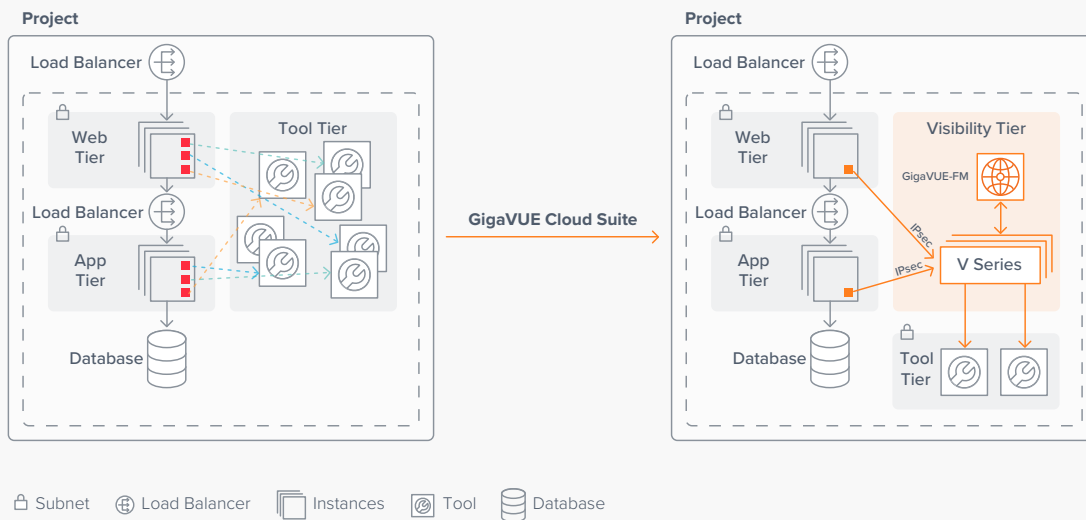 Project
Load Balancer
Web
Tier
Tool Tier
Load Balancer
App
Tier
Database
GigaVUE Cloud Suite
Project
Load Balancer
Web
Tier
Visibility Tier
GigaVUE-FM
Load Balancer
IPsec
App
Tier
IPsec
V Series
Database
Tool
Tier
Subnet
Load Balancer
Instances
Tool
Database